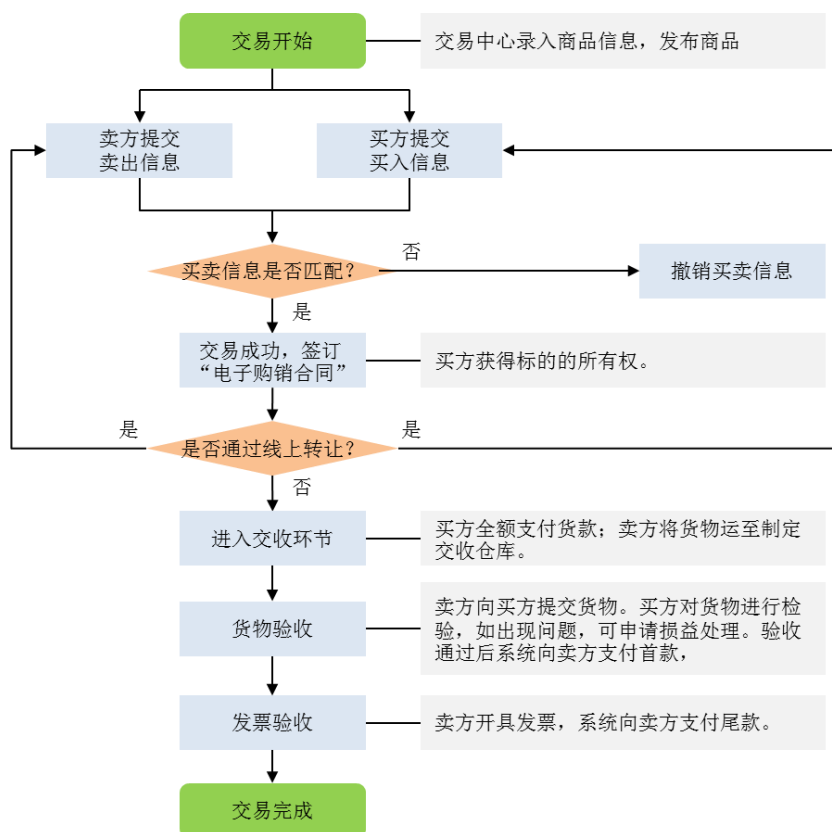 交易开始
交易中心录入商品信息，发布商品
卖方提交
卖出信息
买方提交
买入信息
买卖信息是否匹配？
否
撤销买卖信息
是
交易成功，签订
“电子购销合同”
买方获得标的的所有权。
是
是否通过线上转让？
是
否
进入交收环节
买方全额支付货款；卖方将货物运至制定
交收仓库。
货物验收
卖方向买方提交货物。买方对货物进行检
验，如出现问题，可申请损益处理。验收
通过后系统向卖方支付首款，
发票验收
卖方开具发票，系统向卖方支付尾款。
交易完成